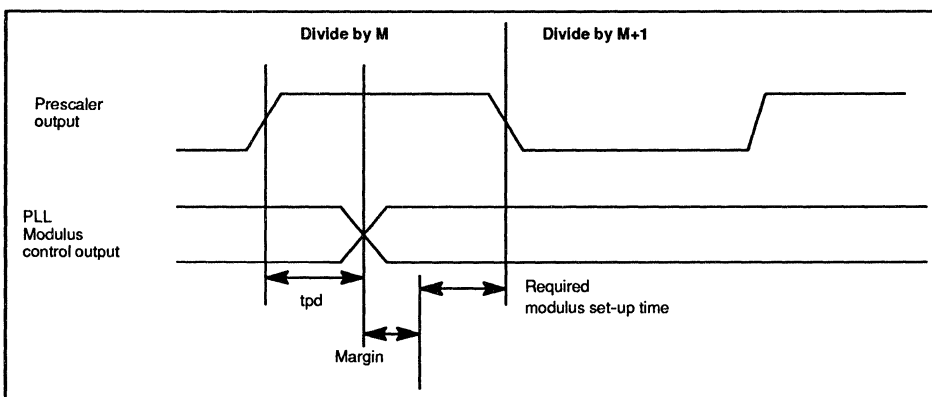 Divide by M
Divide by M+1
Prescaler
output
PLL
Modulus
control output
tpd
Required
modulus set-up time
Margin